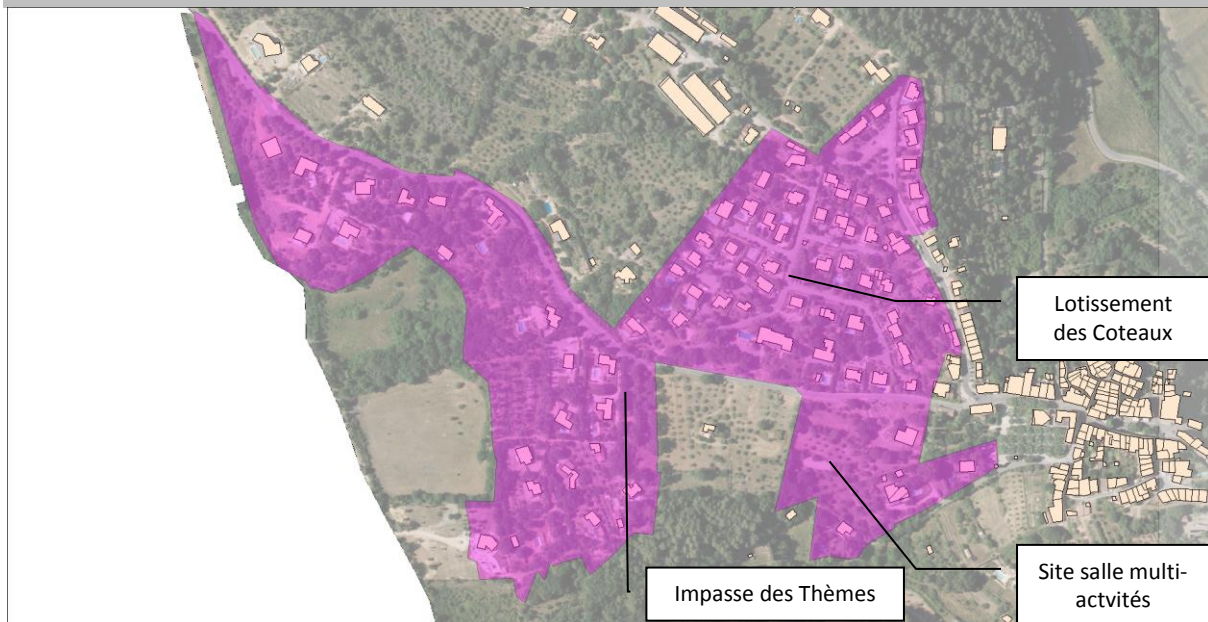 Lotissement
des Coteaux
Impasse des Thèmes
Site salle multi-
actvités